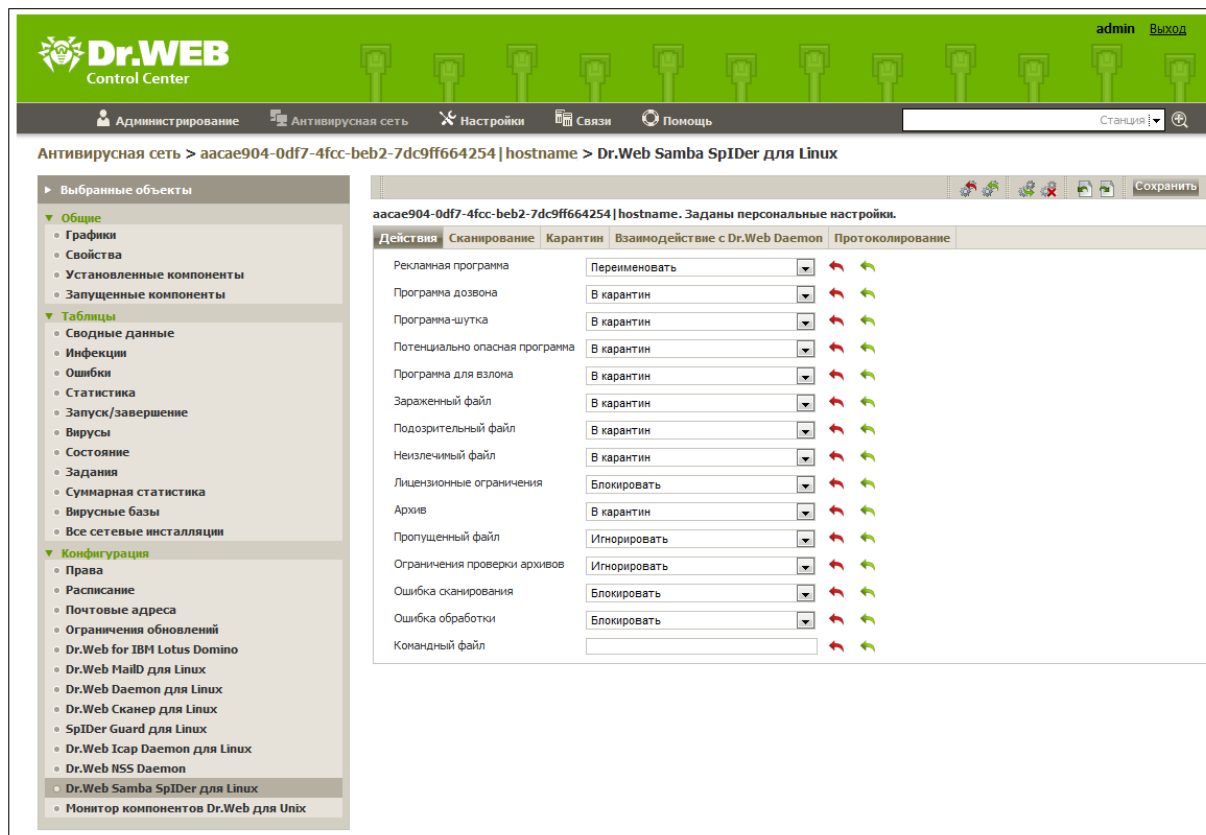 admin Выход
Dr.WEB
Control Center
Администрирование Антивирусная сеть Настройки Связи Помощь Станция
Антивирусная сеть > aacae904-0df7-4fcc-beb2-7dc9ff664254|hostname > Dr.Web Samba SpIDer для Linux
Выбранные объекты
Общие
Графики
Свойства
Установленные компоненты
Запущенные компоненты
Таблицы
Сводные данные
Инфекции
Ошибки
Статистика
Запуск/завершение
Вирусы
Состояние
Задания
Суммарная статистика
Вирусные базы
Все сетевые инсталляции
Конфигурация
Права
Расписание
Почтовые адреса
Ограничения обновлений
Dr.Web for IBM Lotus Domino
Dr.Web MailD для Linux
Dr.Web Daemon для Linux
Dr.Web Сканер для Linux
SpIDer Guard для Linux
Dr.Web Icap Daemon для Linux
Dr.Web NSS Daemon
Dr.Web Samba SpIDer для Linux
Монитор компонентов Dr.Web для Unix
Сохранить
aacae904-0df7-4fcc-beb2-7dc9ff664254|hostname. Заданы персональные настройки.
Действия Сканирование Карантин Взаимодействие с Dr.Web Daemon Протоколирование
Рекламная программа Переименовать
Программа дозвона В карантин
Программа-шутка В карантин
Потенциально опасная программа В карантин
Программа для взлома В карантин
Зараженный файл В карантин
Подозрительный файл В карантин
Неизлечимый файл В карантин
Лицензионные ограничения Блокировать
Архив В карантин
Пропущенный файл Игнорировать
Ограничения проверки архивов Игнорировать
Ошибка сканирования Блокировать
Ошибка обработки Блокировать
Командный файл